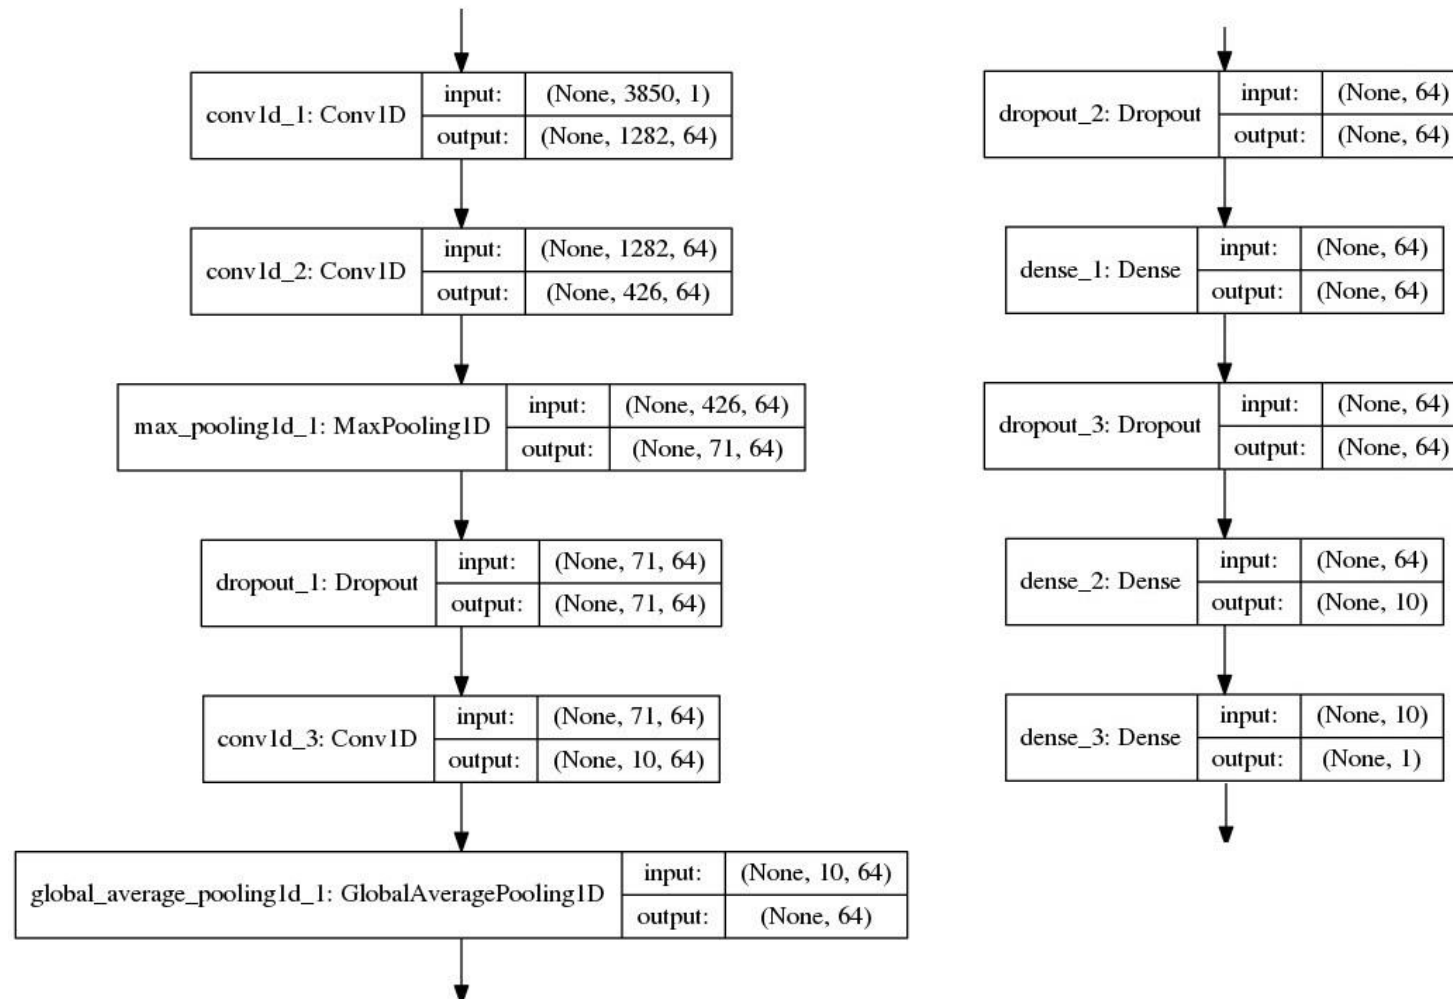 conv1d_1: Conv1D
input: (None, 3850, 1)
output: (None, 1282, 64)
conv1d_2: Conv1D
input: (None, 1282, 64)
output: (None, 426, 64)
max_pooling1d_1: MaxPooling1D
input: (None, 426, 64)
output: (None, 71, 64)
dropout_1: Dropout
input: (None, 71, 64)
output: (None, 71, 64)
conv1d_3: Conv1D
input: (None, 71, 64)
output: (None, 10, 64)
global_average_pooling1d_1: GlobalAveragePooling1D
input: (None, 10, 64)
output: (None, 64)
dropout_2: Dropout
input: (None, 64)
output: (None, 64)
dense_1: Dense
input: (None, 64)
output: (None, 64)
dropout_3: Dropout
input: (None, 64)
output: (None, 64)
dense_2: Dense
input: (None, 64)
output: (None, 10)
dense_3: Dense
input: (None, 10)
output: (None, 1)